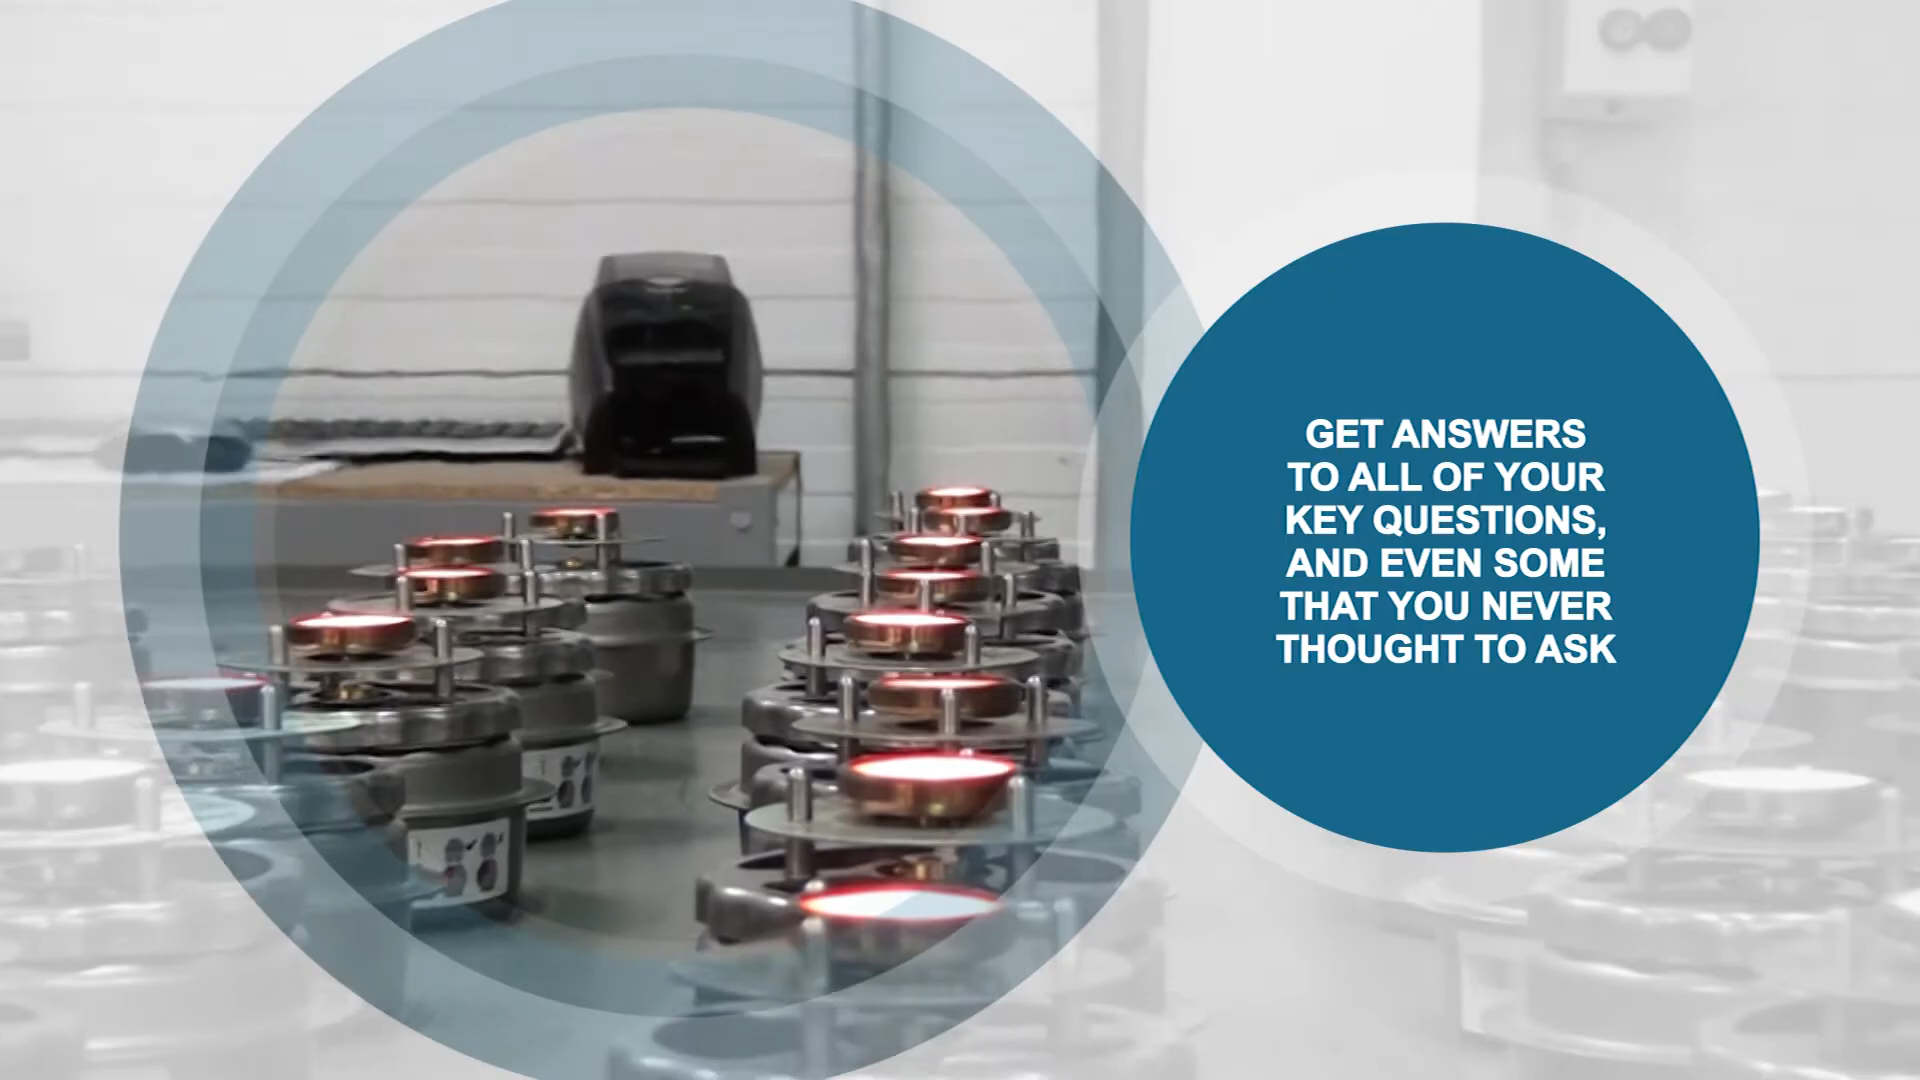 GET ANSWERS
TO ALL OF YOUR
KEY QUESTIONS,
AND EVEN SOME
THAT YOU NEVER
THOUGHT TO ASK